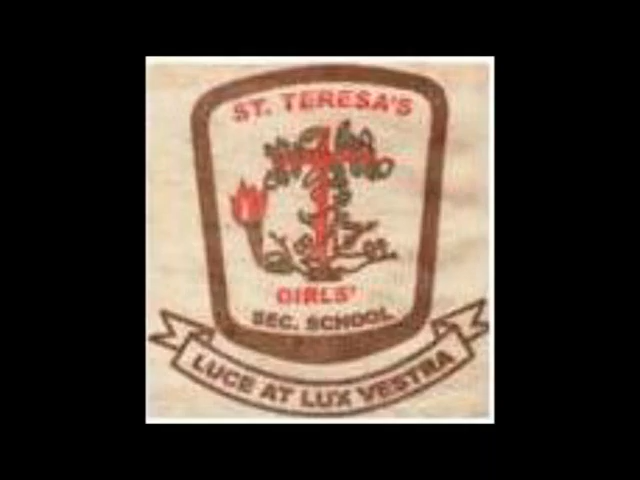 ST. TERESA'S
GIRLS'
SEC. SCHOOL
LUCE AT LUX VESTRA